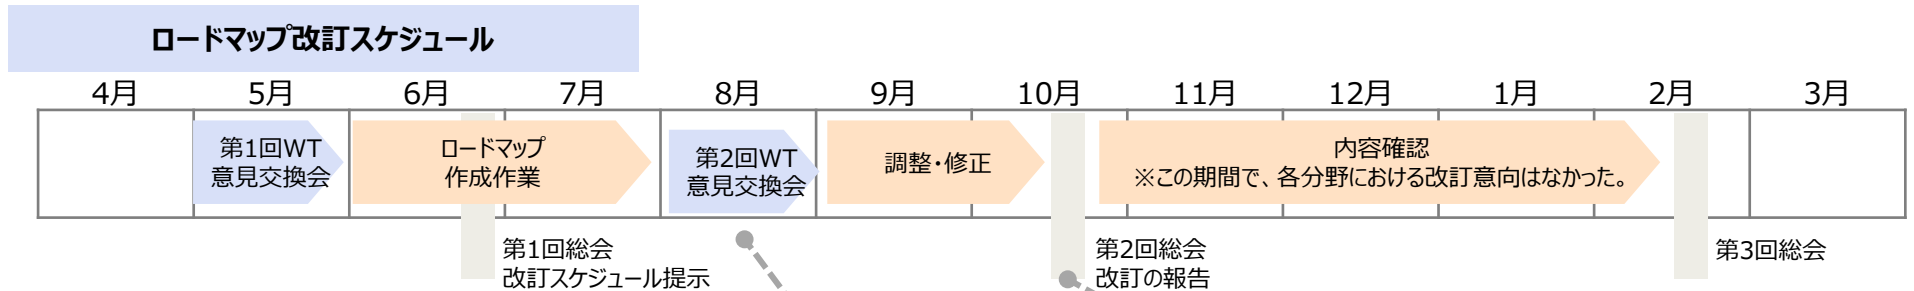 ロードマップ改訂スケジュール
4月 5月 6月 7月 8月 9月 10月 11月 12月 1月 2月 3月
第1回WT
意見交換会
ロードマップ
作成作業
第2回WT
意見交換会
調整・修正
内容確認
※この期間で、各分野における改訂意向はなかった。
第1回総会
改訂スケジュール提示
第2回総会
改訂の報告
第3回総会